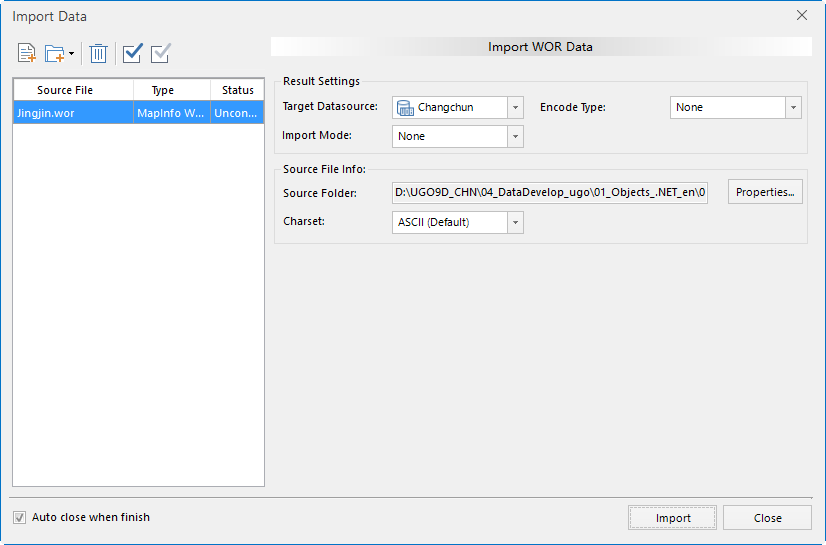 Import Data
Import WOR Data
Source File Type Status
Jingjin.wor MapInfo W... Uncon...
Result Settings
Target Datasource: Changchun Encode Type: None
Import Mode: None
Source File Info:
Source Folder: D:\UGO9D_CHN\04_DataDevelop_ugo\01_Objects_.NET_en\0 Properties...
Charset: ASCII (Default)
Auto close when finish
Import Close